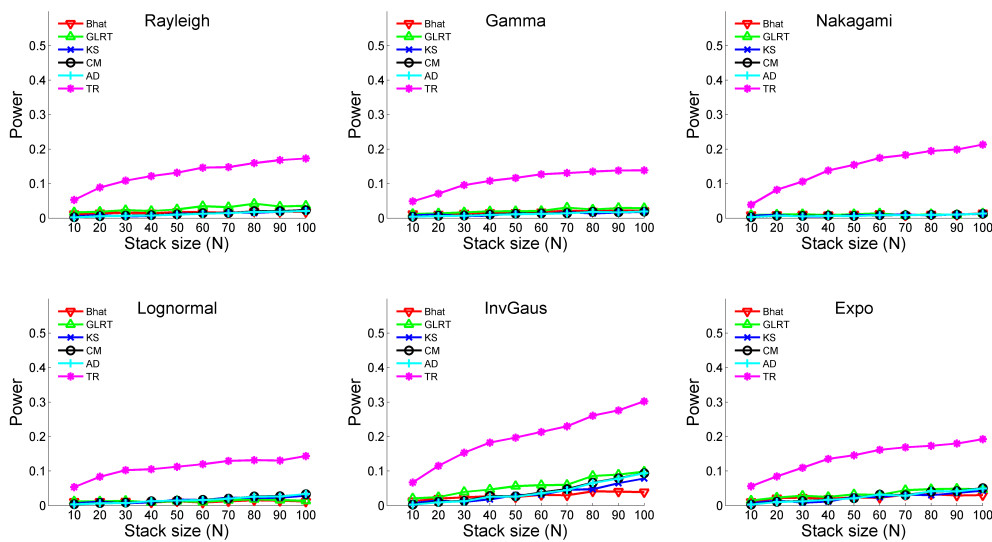 Rayleigh
Bhat
GLRT
KS
CM
AD
TR
0.5
0.4
0.3
0.2
0.1
0
Power
10 20 30 40 50 60 70 80 90 100
Stack size (N)
Gamma
Bhat
GLRT
KS
CM
AD
TR
0.5
0.4
0.3
0.2
0.1
0
Power
10 20 30 40 50 60 70 80 90 100
Stack size (N)
Nakagami
Bhat
GLRT
KS
CM
AD
TR
0.5
0.4
0.3
0.2
0.1
0
Power
10 20 30 40 50 60 70 80 90 100
Stack size (N)
Lognormal
Bhat
GLRT
KS
CM
AD
TR
0.5
0.4
0.3
0.2
0.1
0
Power
10 20 30 40 50 60 70 80 90 100
Stack size (N)
InvGaus
Bhat
GLRT
KS
CM
AD
TR
0.5
0.4
0.3
0.2
0.1
0
Power
10 20 30 40 50 60 70 80 90 100
Stack size (N)
Expo
Bhat
GLRT
KS
CM
AD
TR
0.5
0.4
0.3
0.2
0.1
0
Power
10 20 30 40 50 60 70 80 90 100
Stack size (N)